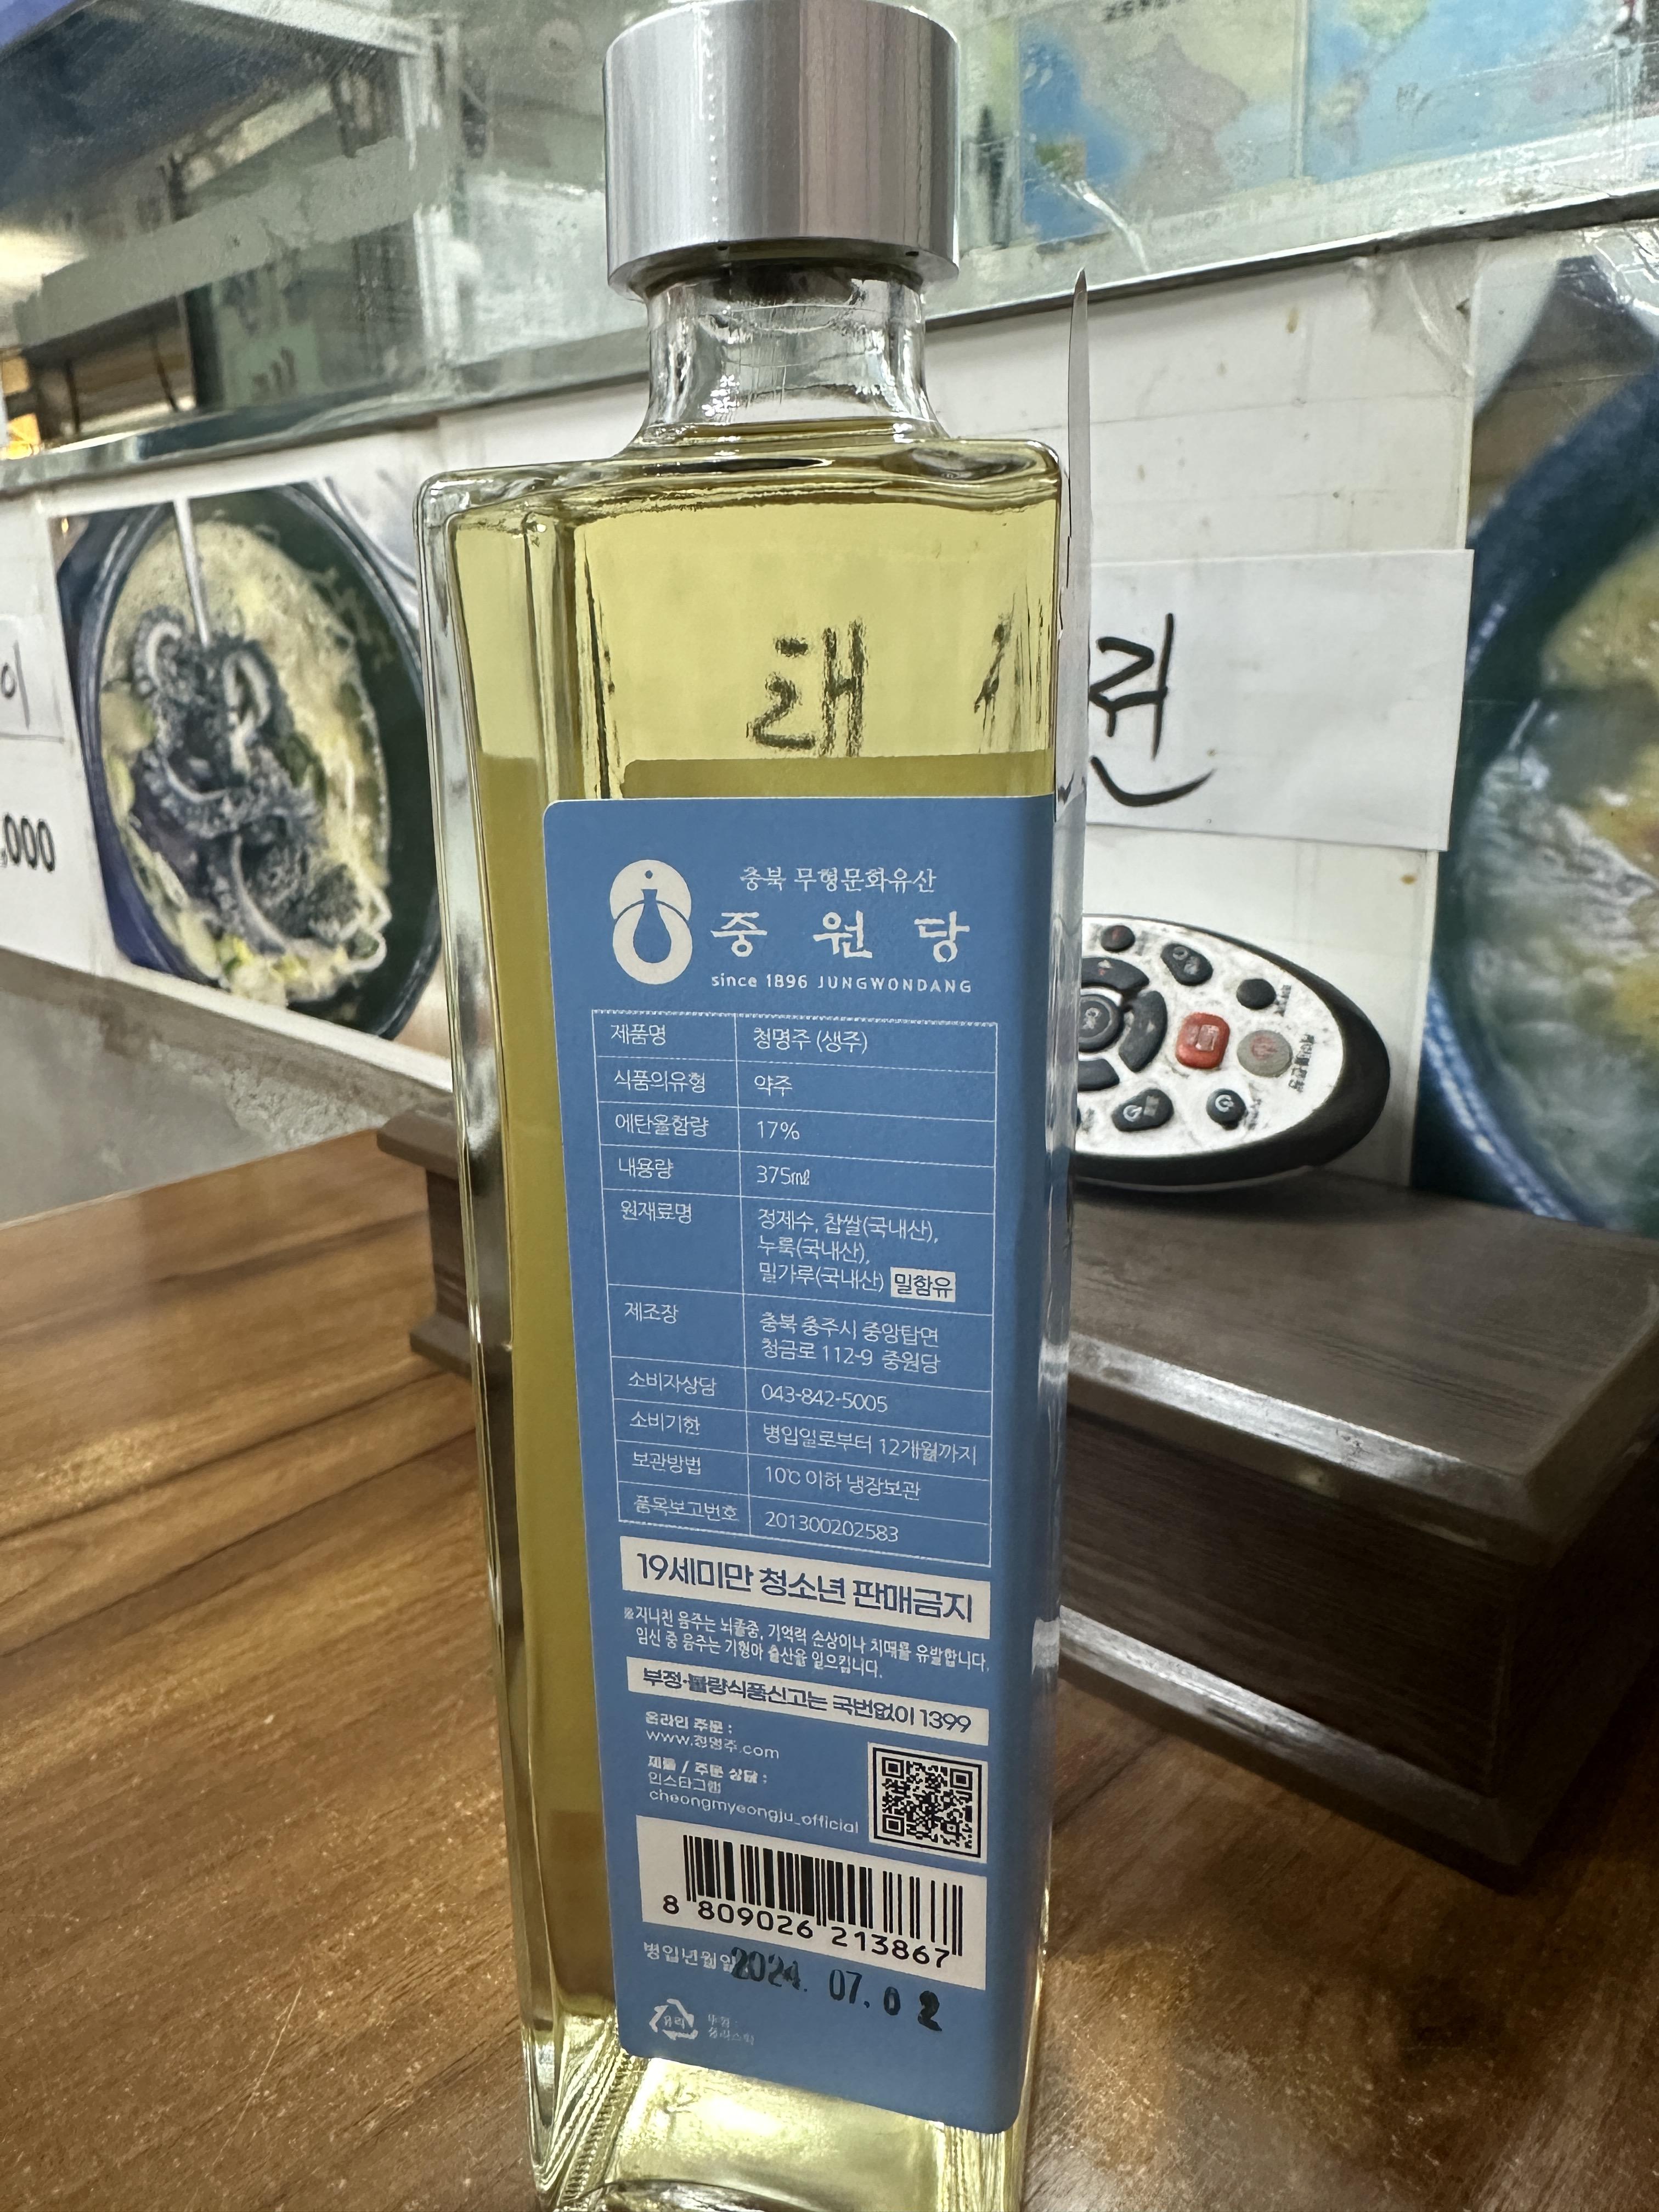 충북 무형문화유산
중원당
since 1896 JUNGWONDANG
제품명 청명주 (생주)
식품의유형 약주
에탄올함량 17%
내용량 375㎖
원재료명 정제수, 찹쌀(국내산),
누룩(국내산),
밀가루(국내산) 밀함유
제조장 충북 충주시 중앙탑면
청금로 112-9 중원당
소비자상담 043-842-5005
소비기한 병입일로부터 12개월까지
보관방법 10℃ 이하 냉장보관
품목보고번호 201300202583
19세미만 청소년 판매금지
※지나친 음주는 뇌졸중, 기억력 손상이나 치매를 유발합니다.
임신 중 음주는 기형아 출산을 일으킵니다.
부정·불량식품신고는 국번없이 1399
온라인 주문 :
www.청명주.com
제품 / 주문 상담 :
인스타그램
cheongmyeongju_official
8 809026 213867
병입년월일 2024. 07. 02
유리
,000